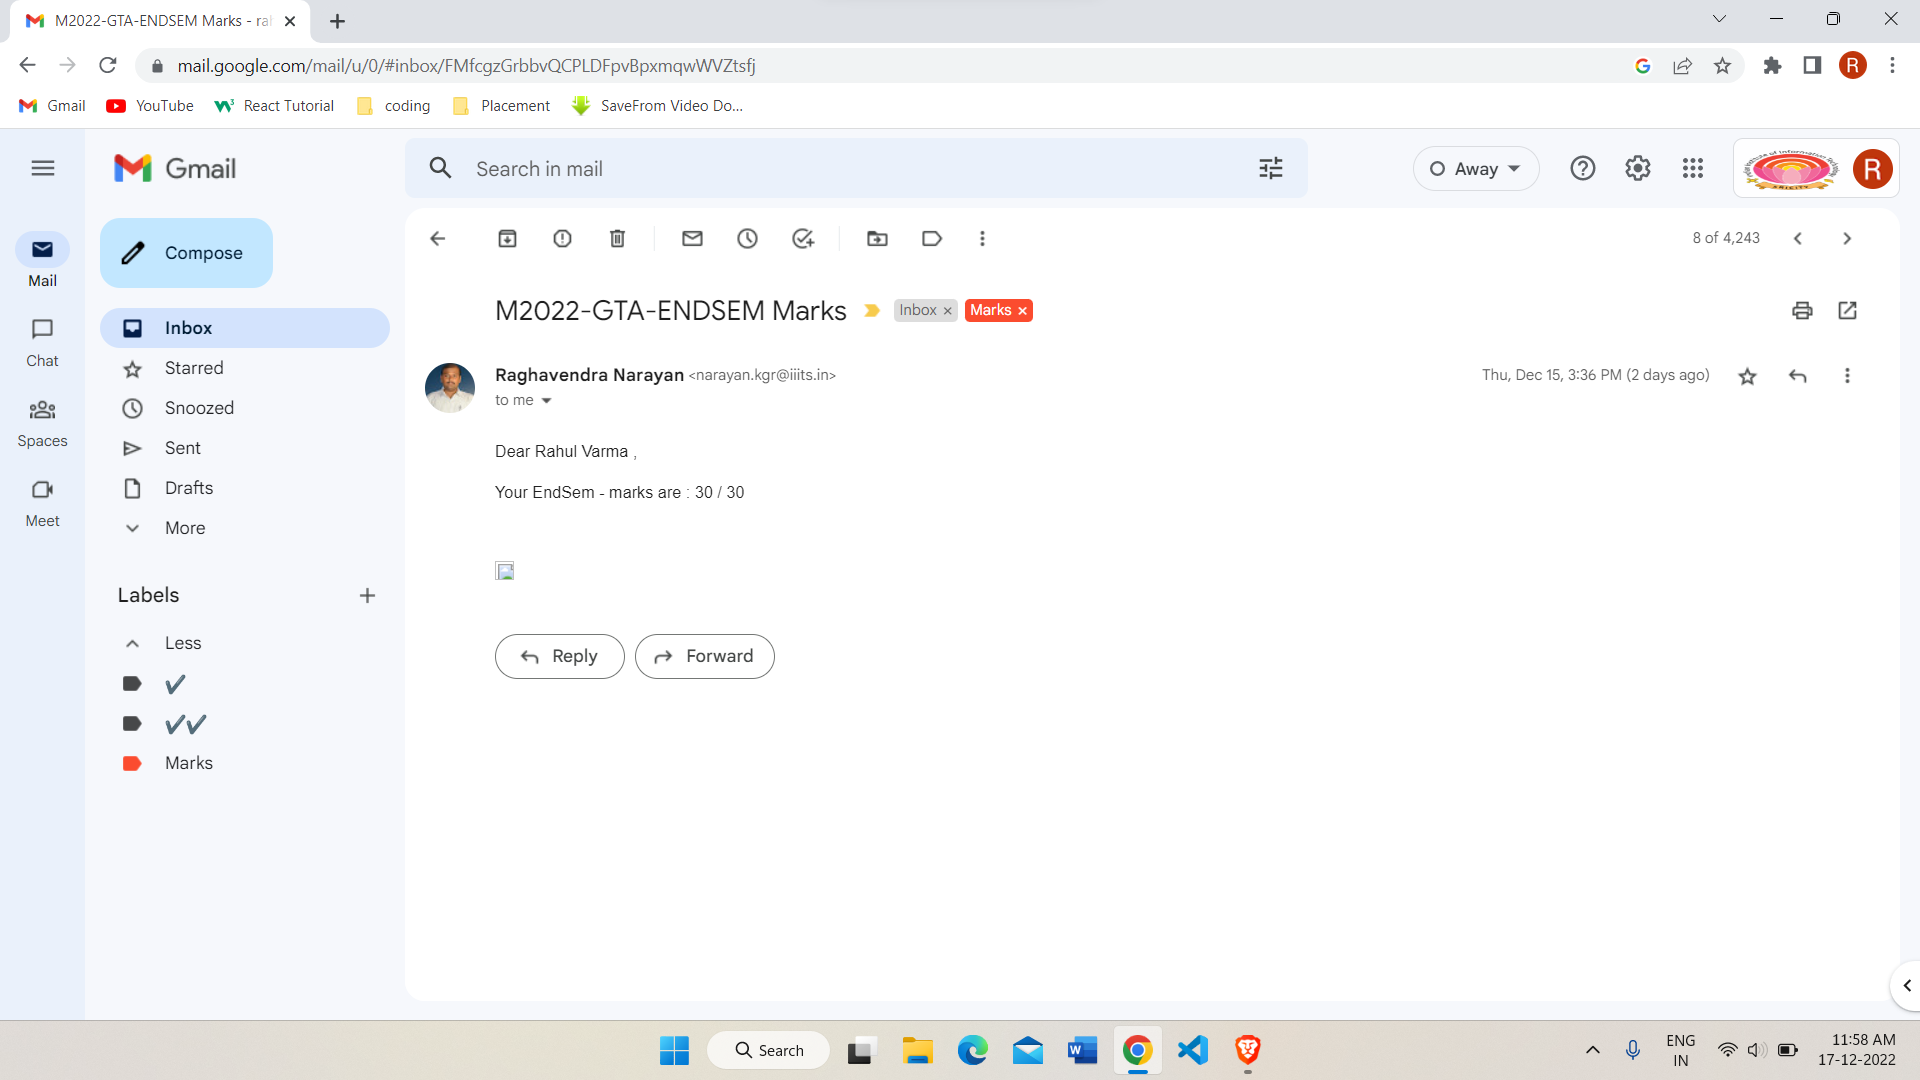 M2022-GTA-ENDSEM Marks - rah
mail.google.com/mail/u/0/#inbox/FMfcgzGrbbvQCPLDFpvBpxmqwWVZtsfj
R
Gmail
YouTube
React Tutorial
coding
Placement
SaveFrom Video Do...
Gmail
Search in mail
Away
R
Compose
8 of 4,243
Mail
Chat
Spaces
Meet
Inbox
Starred
Snoozed
Sent
Drafts
More
Labels
Less
✔
✔✔
Marks
M2022-GTA-ENDSEM Marks
Inbox ×
Marks ×
Raghavendra Narayan <narayan.kgr@iiits.in>
Thu, Dec 15, 3:36 PM (2 days ago)
to me
Dear Rahul Varma ,
Your EndSem - marks are : 30 / 30
Reply
Forward
Search
ENG
IN
11:58 AM
17-12-2022